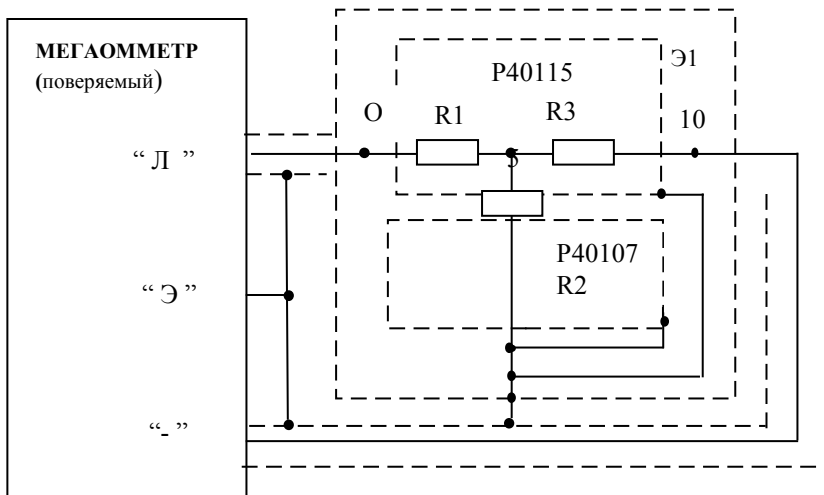 МЕГАОММЕТР
(поверяемый)
Р40115
Э1
О
R1
R3
10
“ Л ”
5
Р40107
R2
“ Э ”
“- ”